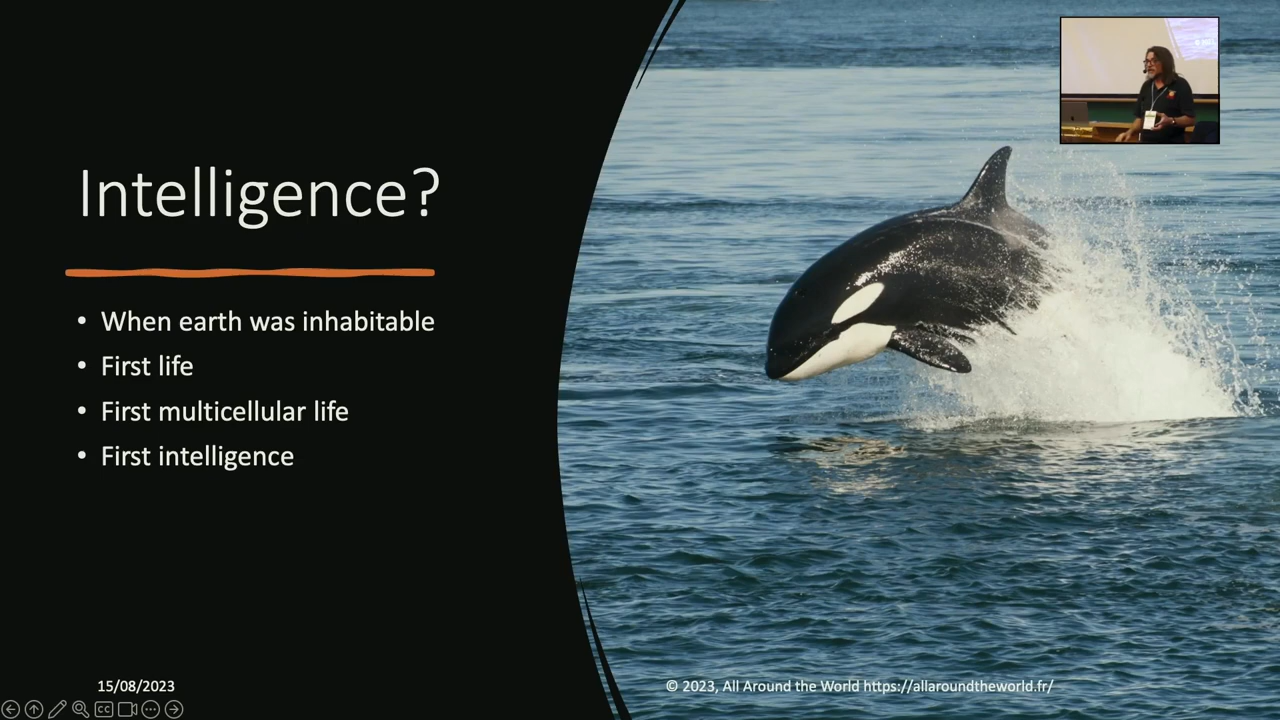 Intelligence?
• When earth was inhabitable
• First life
• First multicellular life
• First intelligence
15/08/2023
© 2023, All Around the World https://allaroundtheworld.fr/
CC